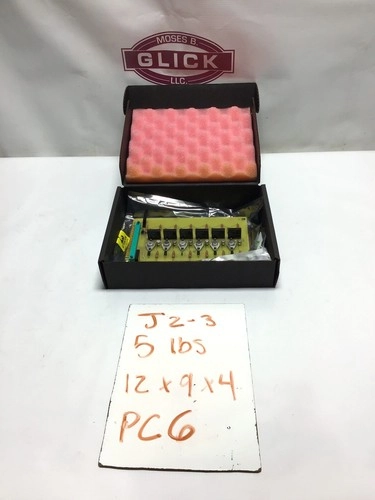 MOSES B.
GLICK
LLC.
J2-3
5 lbs
12 x 9 x 4
PC6